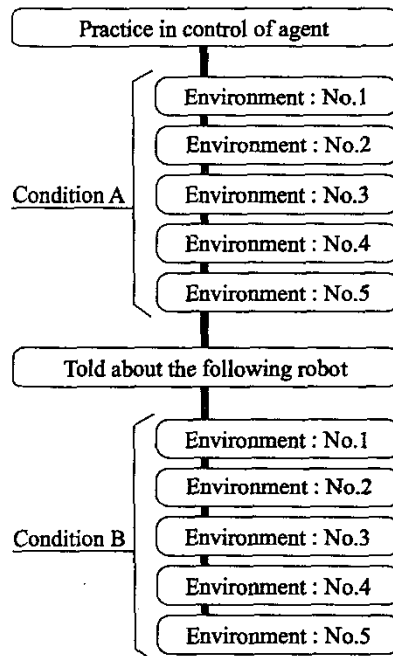 Practice in control of agent
Environment : No.1
Environment : No.2
Condition A
Environment : No.3
Environment : No.4
Environment : No.5
Told about the following robot
Environment : No.1
Environment : No.2
Condition B
Environment : No.3
Environment : No.4
Environment : No.5